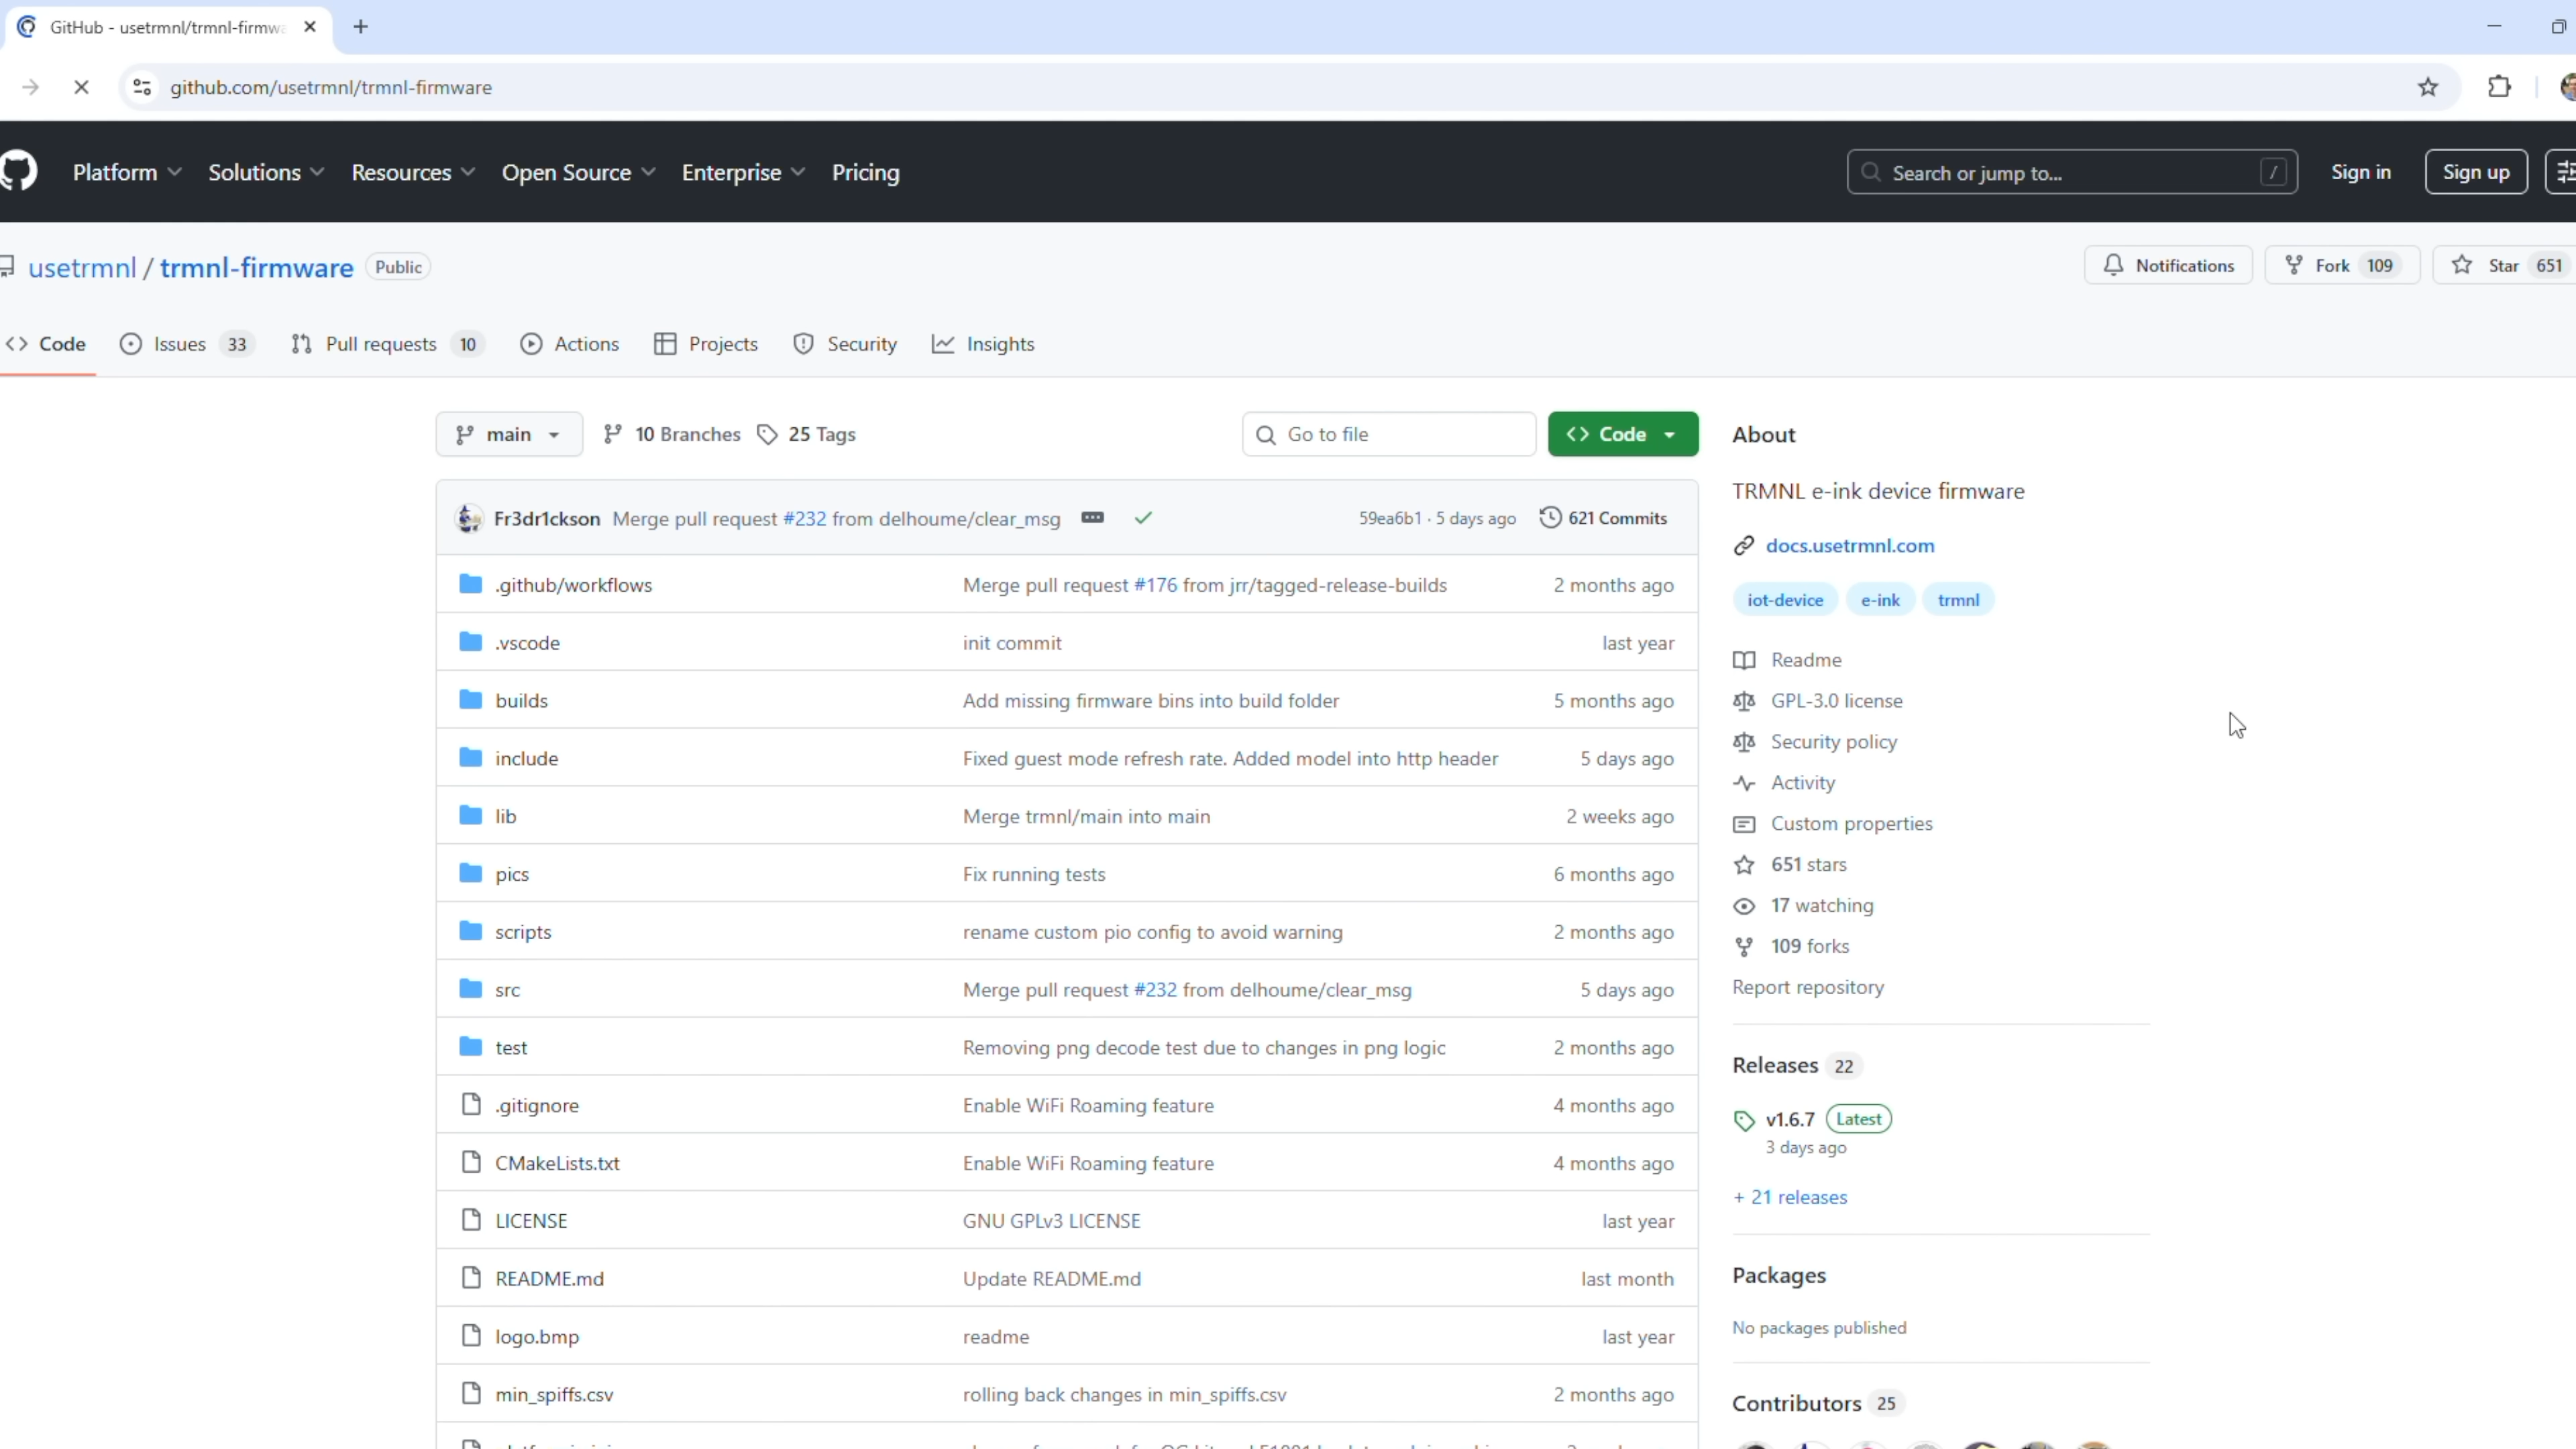 GitHub - usetrmnl/trmnl-firmwa
github.com/usetrmnl/trmnl-firmware
Platform Solutions Resources Open Source Enterprise Pricing Search or jump to... / Sign in Sign up
usetrmnl / trmnl-firmware Public Notifications Fork 109 Star 651
Code Issues 33 Pull requests 10 Actions Projects Security Insights
main 10 Branches 25 Tags Go to file Code
Fr3dr1ckson Merge pull request #232 from delhoume/clear_msg 59ea6b1 · 5 days ago 621 Commits
.github/workflows Merge pull request #176 from jrr/tagged-release-builds 2 months ago
.vscode init commit last year
builds Add missing firmware bins into build folder 5 months ago
include Fixed guest mode refresh rate. Added model into http header 5 days ago
lib Merge trmnl/main into main 2 weeks ago
pics Fix running tests 6 months ago
scripts rename custom pio config to avoid warning 2 months ago
src Merge pull request #232 from delhoume/clear_msg 5 days ago
test Removing png decode test due to changes in png logic 2 months ago
.gitignore Enable WiFi Roaming feature 4 months ago
CMakeLists.txt Enable WiFi Roaming feature 4 months ago
LICENSE GNU GPLv3 LICENSE last year
README.md Update README.md last month
logo.bmp readme last year
min_spiffs.csv rolling back changes in min_spiffs.csv 2 months ago
About
TRMNL e-ink device firmware
docs.usetrmnl.com
iot-device e-ink trmnl
Readme
GPL-3.0 license
Security policy
Activity
Custom properties
651 stars
17 watching
109 forks
Report repository
Releases 22
v1.6.7 Latest
3 days ago
+ 21 releases
Packages
No packages published
Contributors 25